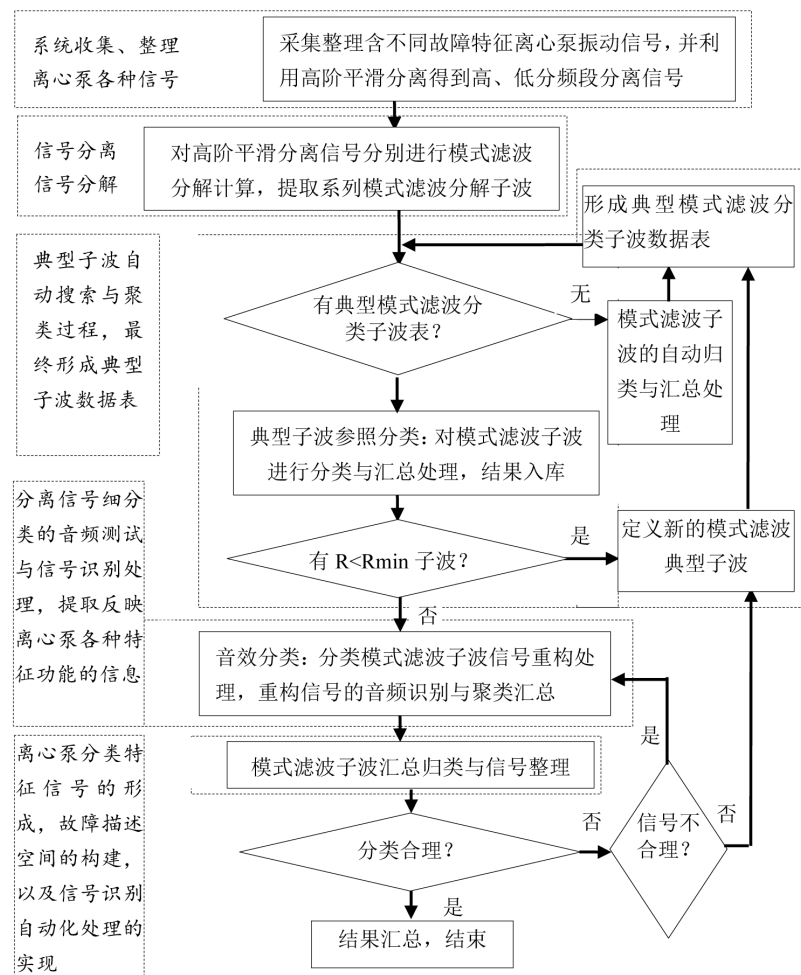 系统收集、整理
离心泵各种信号
采集整理含不同故障特征离心泵振动信号，并利
用高阶平滑分离得到高、低分频段分离信号
信号分离
信号分解
对高阶平滑分离信号分别进行模式滤波
分解计算，提取系列模式滤波分解子波
形成典型模式滤波分
类子波数据表
典型子波自
动搜索与聚
类过程，最
终形成典型
子波数据表
有典型模式滤波分
类子波表？
无
模式滤波子
波的自动归
类与汇总处
理
典型子波参照分类：对模式滤波子波
进行分类与汇总处理，结果入库
分离信号细分
类的音频测试
与信号识别处
理，提取反映
离心泵各种特
征功能的信息
有 R<Rmin 子波？
是
定义新的模式滤波
典型子波
否
音效分类：分类模式滤波子波信号重构处
理，重构信号的音频识别与聚类汇总
是
离心泵分类特
征信号的形
成，故障描述
空间的构建，
以及信号识别
自动化处理的
实现
模式滤波子波汇总归类与信号整理
分类合理？
否
信号不
合理？
否
是
结果汇总，结束